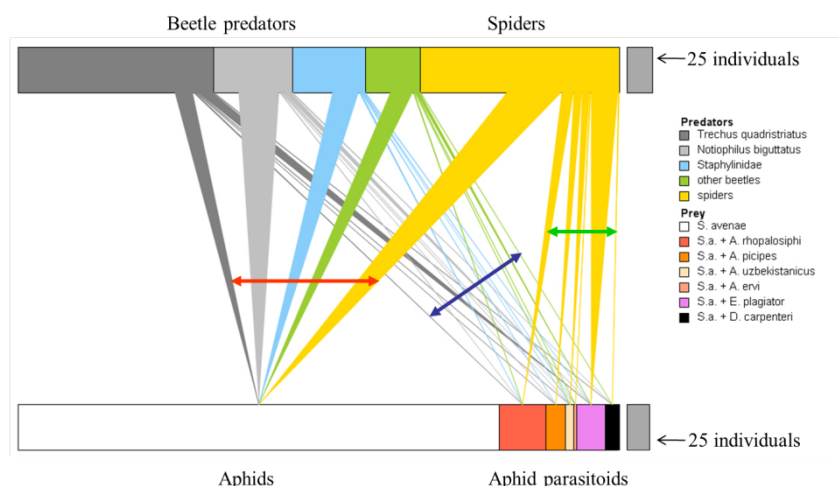 Beetle predators
Spiders
25 individuals
Predators
Trechus quadristriatus
Notiophilus biguttatus
Staphylinidae
other beetles
spiders
Prey
S. avenae
S.a. + A. rhopalosiphi
S.a. + A. picipes
S.a. + A. uzbekistanicus
S.a. + A. ervi
S.a. + E. plagiator
S.a. + D. carpenteri
25 individuals
Aphids
Aphid parasitoids